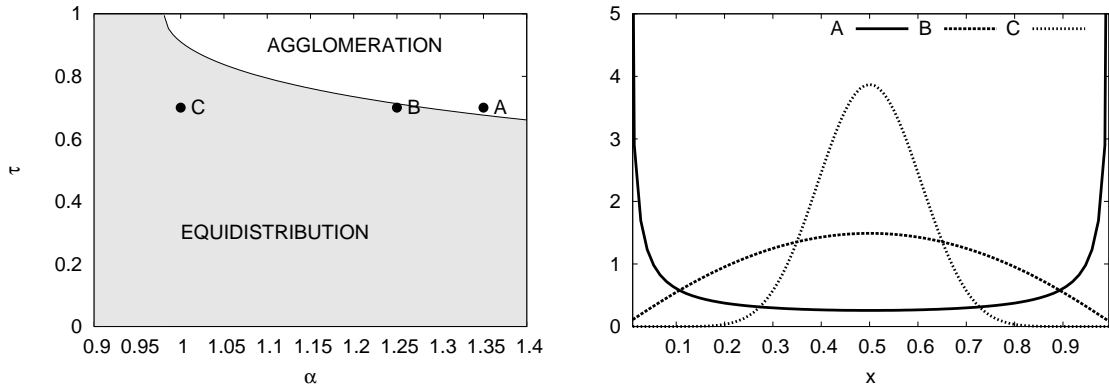 1
0.8
0.6
0.4
0.2
0
τ
AGGLOMERATION
C
B
A
EQUIDISTRIBUTION
0.9 0.95 1 1.05 1.1 1.15 1.2 1.25 1.3 1.35 1.4
α
5
4
3
2
1
0
A B C
0.1 0.2 0.3 0.4 0.5 0.6 0.7 0.8 0.9
x